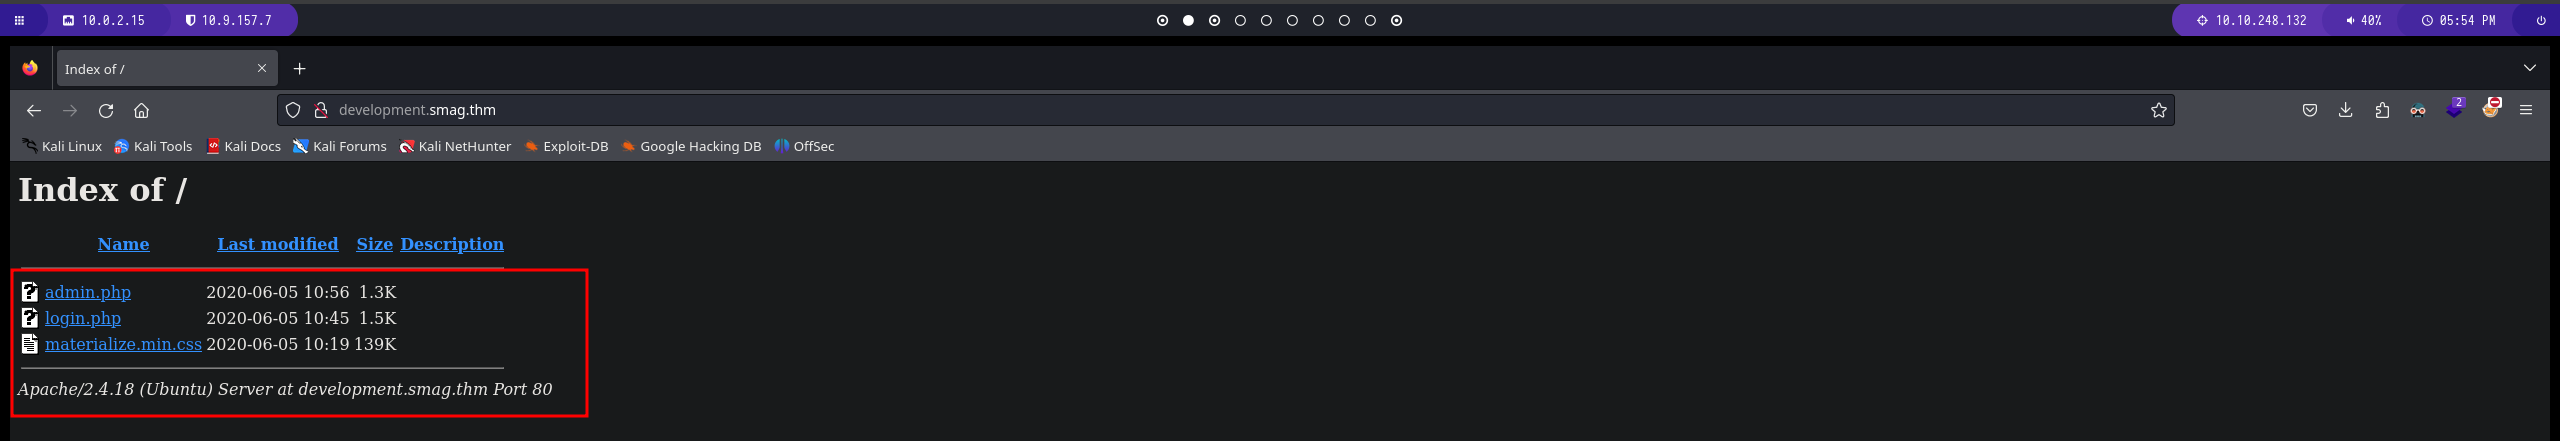 10.0.2.15 10.9.157.7 10.10.248.132 40% 05:54 PM
Index of /
development.smag.thm 2
Kali Linux Kali Tools Kali Docs Kali Forums Kali NetHunter Exploit-DB Google Hacking DB OffSec
Index of /
Name Last modified Size Description
admin.php 2020-06-05 10:56 1.3K
login.php 2020-06-05 10:45 1.5K
materialize.min.css 2020-06-05 10:19 139K
Apache/2.4.18 (Ubuntu) Server at development.smag.thm Port 80